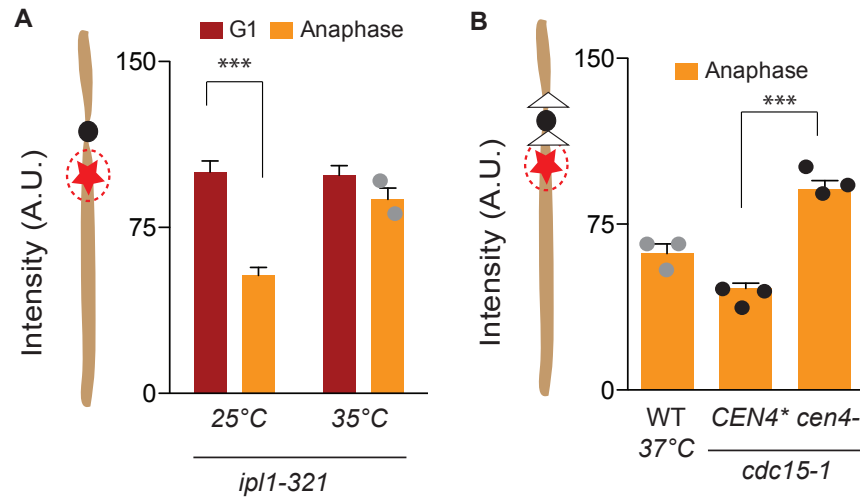 A
G1 Anaphase
150
***
75
0
Intensity (A.U.)
25°C 35°C
ipl1-321
B
150
Anaphase
***
75
0
Intensity (A.U.)
WT CEN4* cen4-
37°C
cdc15-1